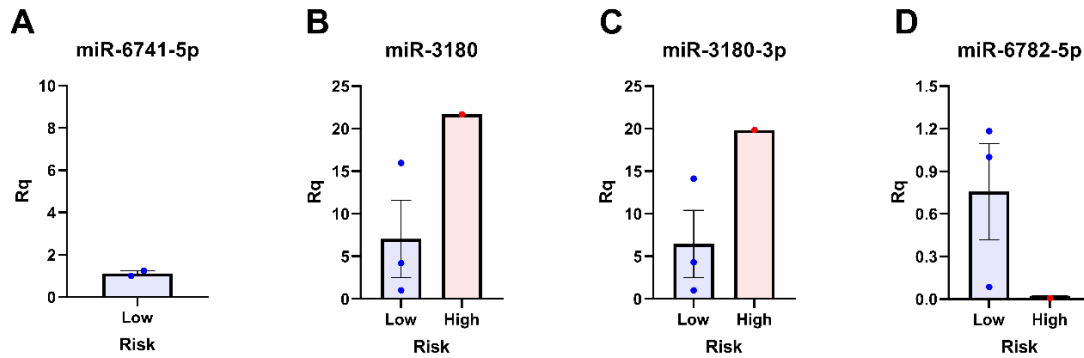 A
miR-6741-5p
10
8
6
4
2
0
Rq
Low
Risk
B
miR-3180
25
20
15
10
5
0
Rq
Low High
Risk
C
miR-3180-3p
25
20
15
10
5
0
Rq
Low High
Risk
D
miR-6782-5p
1.5
1.2
0.9
0.6
0.3
0.0
Rq
Low High
Risk